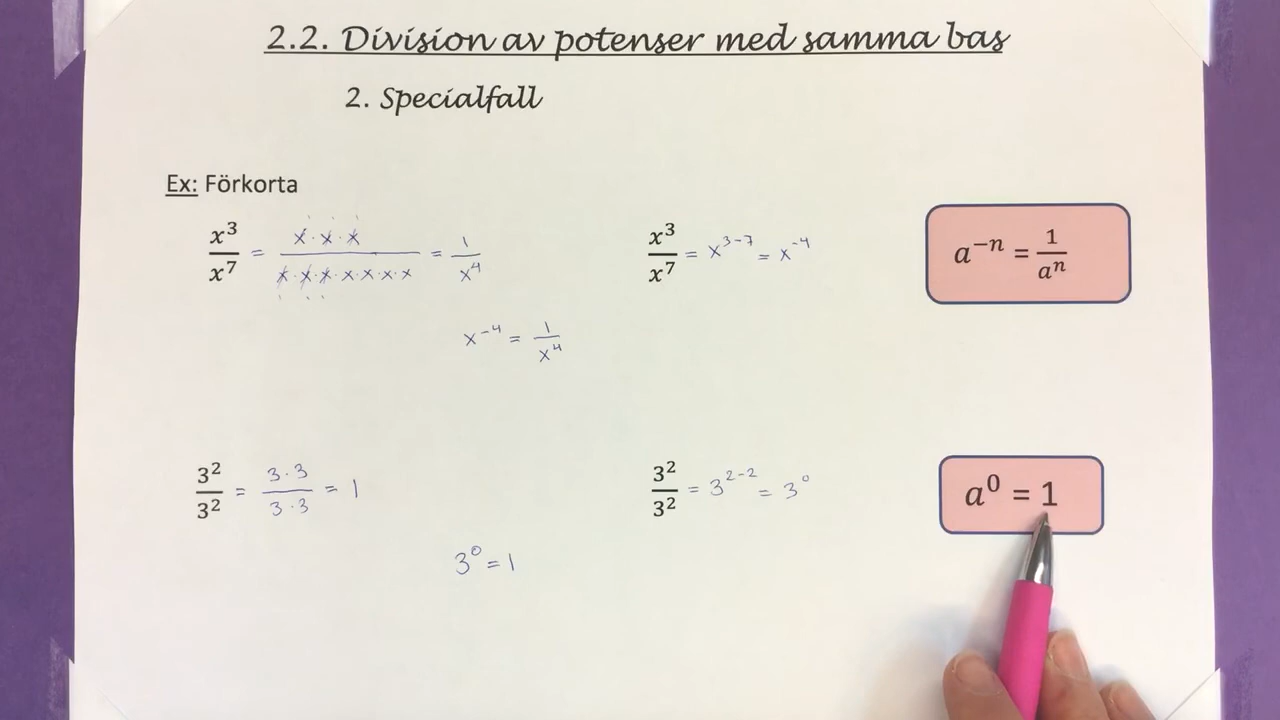 2.2. Division av potenser med samma bas
2. Specialfall
Ex: Förkorta
x³/x⁷ = x·x·x / x·x·x·x·x·x·x = 1/x⁴
x³/x⁷ = x³⁻⁷ = x⁻⁴
a⁻ⁿ = 1/aⁿ
x⁻⁴ = 1/x⁴
3²/3² = 3·3 / 3·3 = 1
3²/3² = 3²⁻² = 3⁰
a⁰ = 1
3⁰ = 1